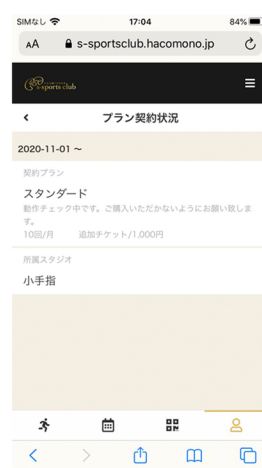 SIMなし 17:04 84%
AA s-sportsclub.hacomono.jp
s-sports club
プラン契約状況
2020-11-01 ～
契約プラン
スタンダード
動作チェック中です。ご購入いただかないようにお願い致しま
す。
10回/月 追加チケット/1,000円
所属スタジオ
小手指